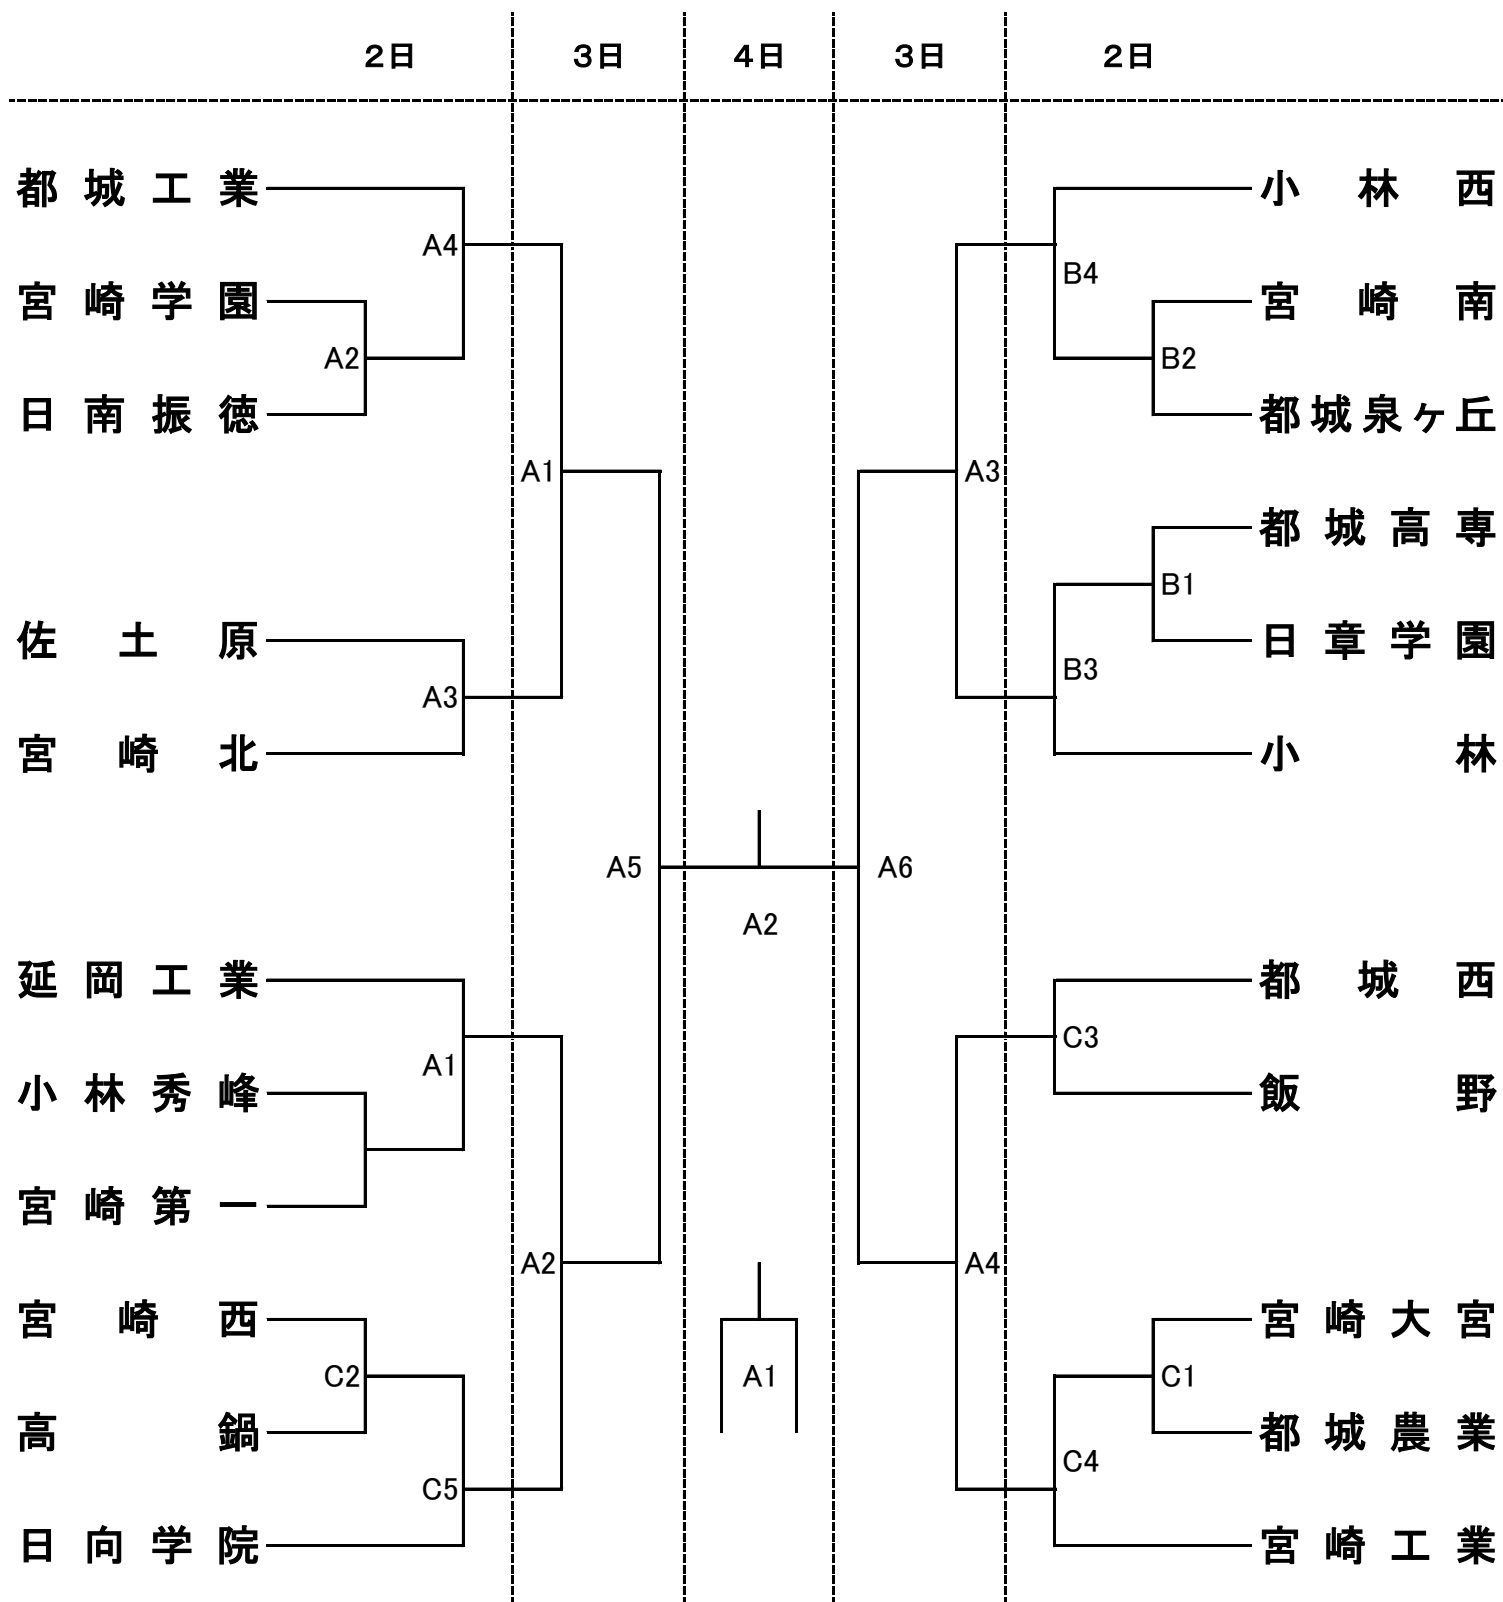 2日 3日 4日 3日 2日
都城工業 小林西
A4
B4
宮崎学園 宮崎南
A2 B2
日南振徳 都城泉ヶ丘
A1 A3
都城高専
B1
佐土原 日章学園
A3 B3
宮崎北 小林
A5 A6
A2
延岡工業 都城西
A1 C3
小林秀峰 飯野
宮崎第一
A2 A4
宮崎西 宮崎大宮
C2 A1 C1
高鍋 都城農業
C5 C4
日向学院 宮崎工業